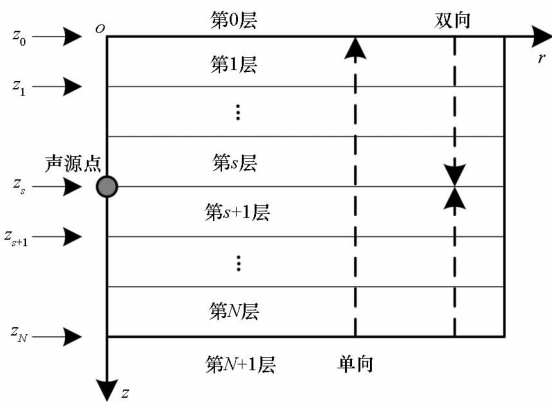 第0层
双向
z₀
o
r
第1层
z₁
⋮
声源点
第s层
zₛ
第s+1层
zₛ₊₁
⋮
第N层
z_N
第N+1层
单向
z